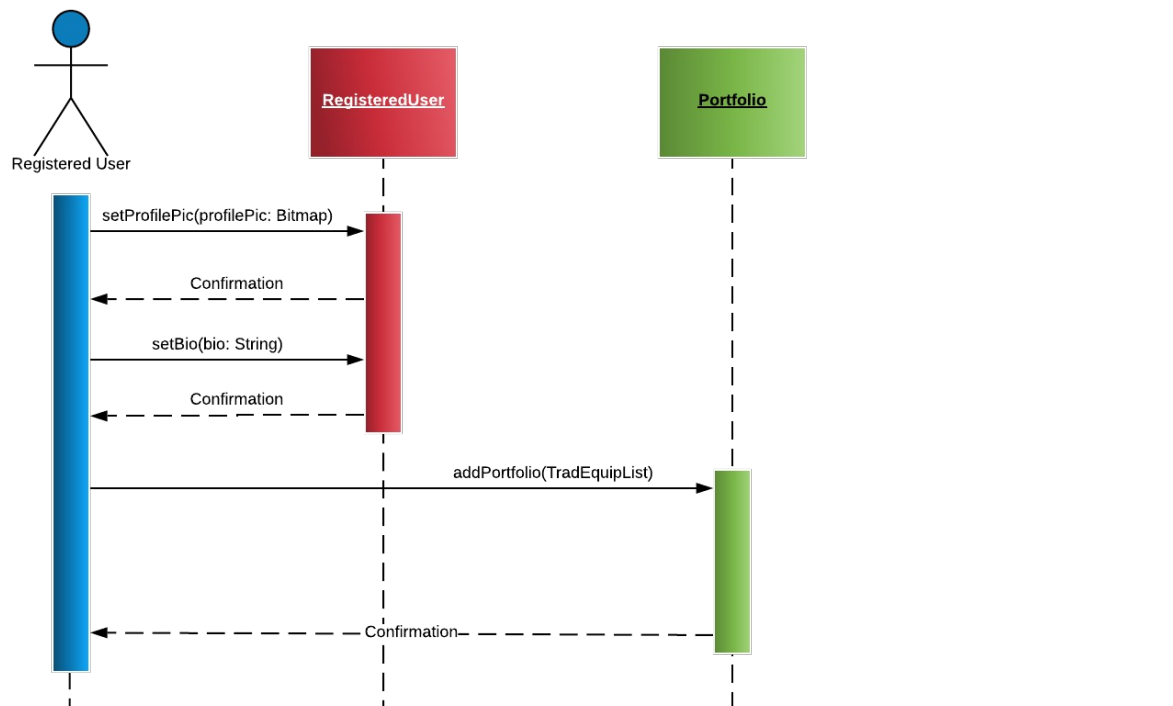 RegisteredUser
Portfolio
Registered User
setProfilePic(profilePic: Bitmap)
Confirmation
setBio(bio: String)
Confirmation
addPortfolio(TradEquipList)
Confirmation